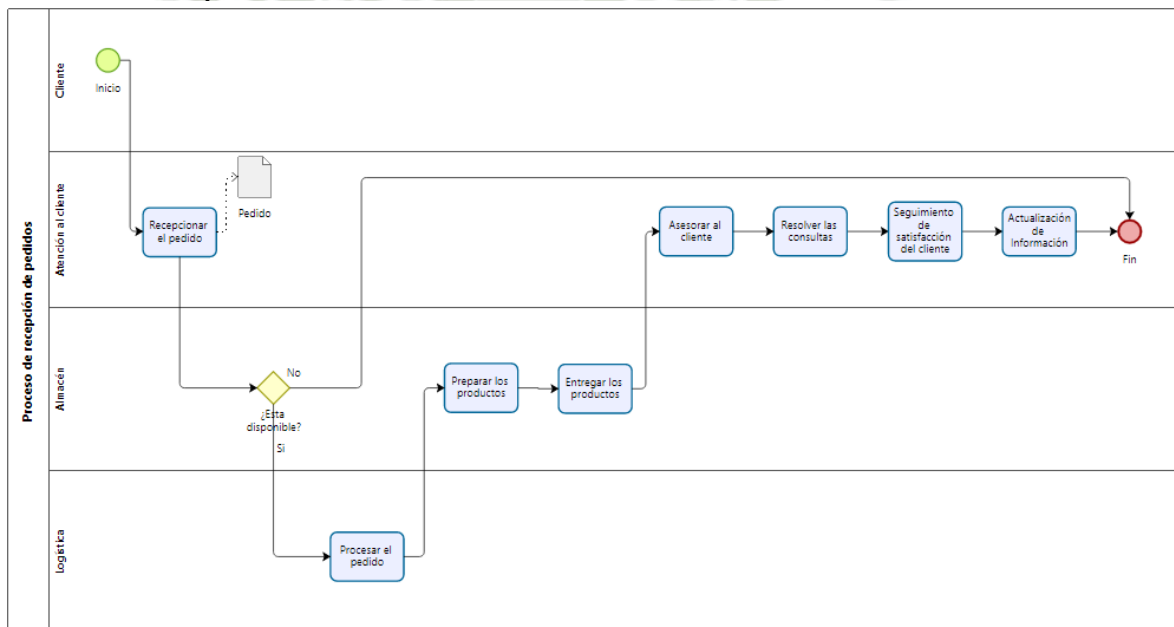 Proceso de recepción de pedidos
Cliente
Inicio
Atención al cliente
Recepcionar
el pedido
Pedido
Asesorar al
cliente
Resolver las
consultas
Seguimiento
de
satisfacción
del cliente
Actualización
de
Información
Fin
Almacén
No
¿Esta
disponible?
Si
Preparar los
productos
Entregar los
productos
Logística
Procesar el
pedido